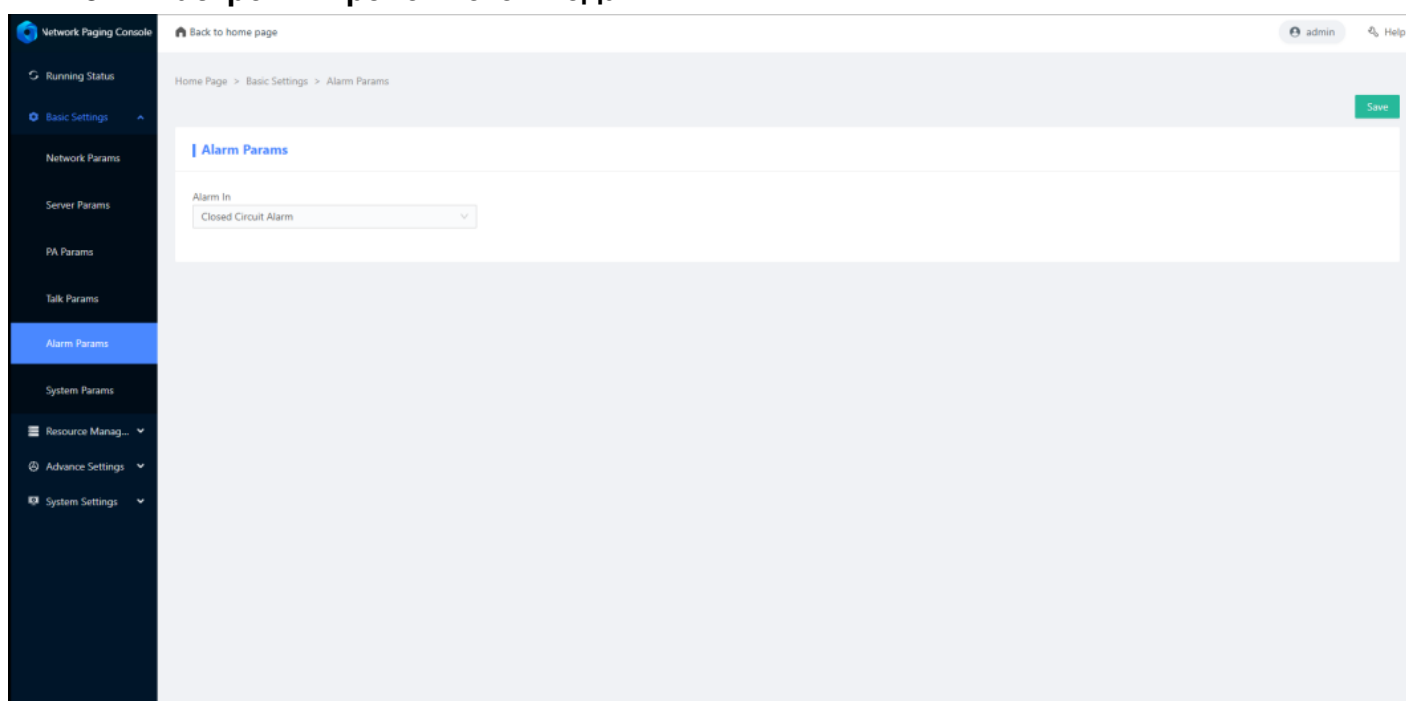 Network Paging Console
Back to home page
admin
Help
Running Status
Home Page > Basic Settings > Alarm Params
Save
Basic Settings
Alarm Params
Network Params
Alarm In
Closed Circuit Alarm
Server Params
PA Params
Talk Params
Alarm Params
System Params
Resource Manag...
Advance Settings
System Settings